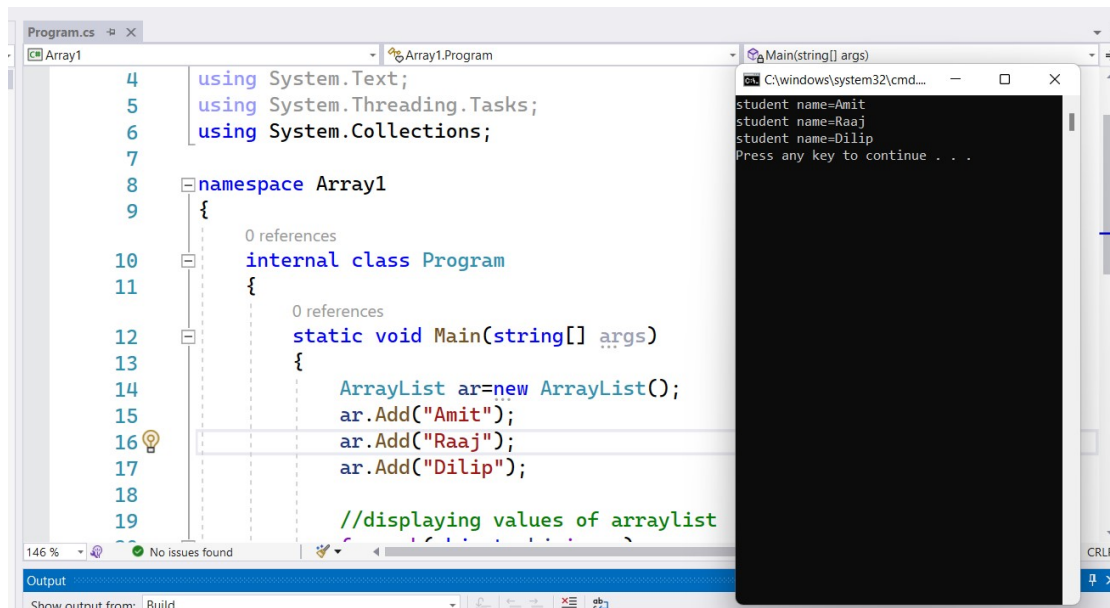 Program.cs
Array1
Array1.Program
Main(string[] args)
4 using System.Text;
5 using System.Threading.Tasks;
6 using System.Collections;
7
8 namespace Array1
9 {
0 references
10 internal class Program
11 {
0 references
12 static void Main(string[] args)
13 {
14 ArrayList ar=new ArrayList();
15 ar.Add("Amit");
16 ar.Add("Raaj");
17 ar.Add("Dilip");
18
19 //displaying values of arraylist
C:\windows\system32\cmd....
student name=Amit
student name=Raaj
student name=Dilip
Press any key to continue . . .
146 %
No issues found
CRLF
Output
Show output from: Build